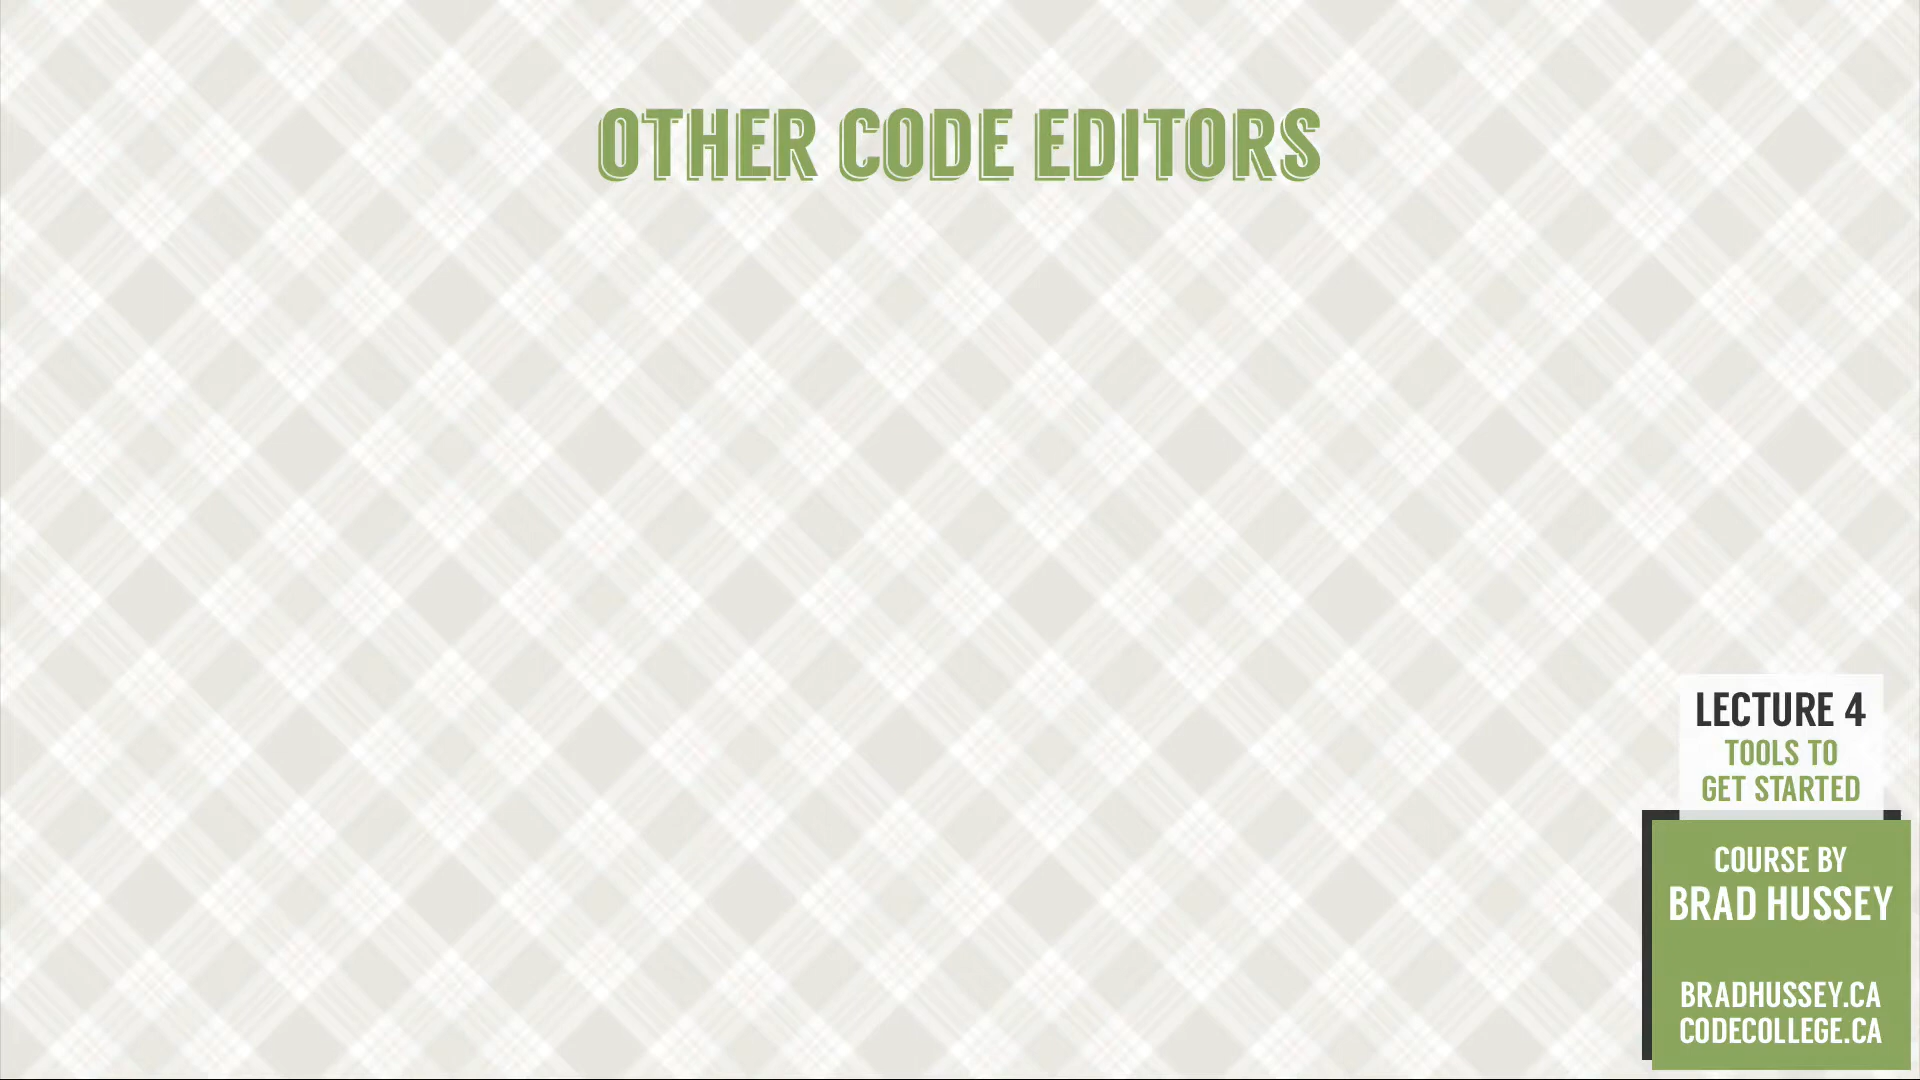 OTHER CODE EDITORS
LECTURE 4
TOOLS TO
GET STARTED
COURSE BY
BRAD HUSSEY
BRADHUSSEY.CA
CODECOLLEGE.CA